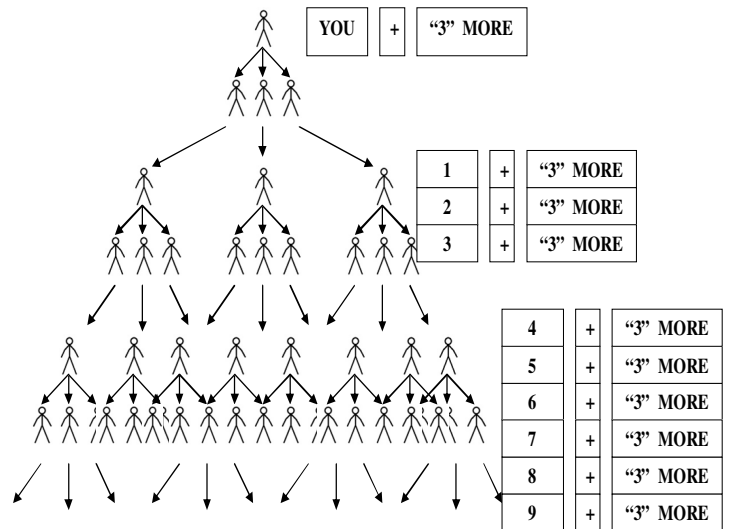 YOU + “3” MORE
1 + “3” MORE
2 + “3” MORE
3 + “3” MORE
4 + “3” MORE
5 + “3” MORE
6 + “3” MORE
7 + “3” MORE
8 + “3” MORE
9 + “3” MORE